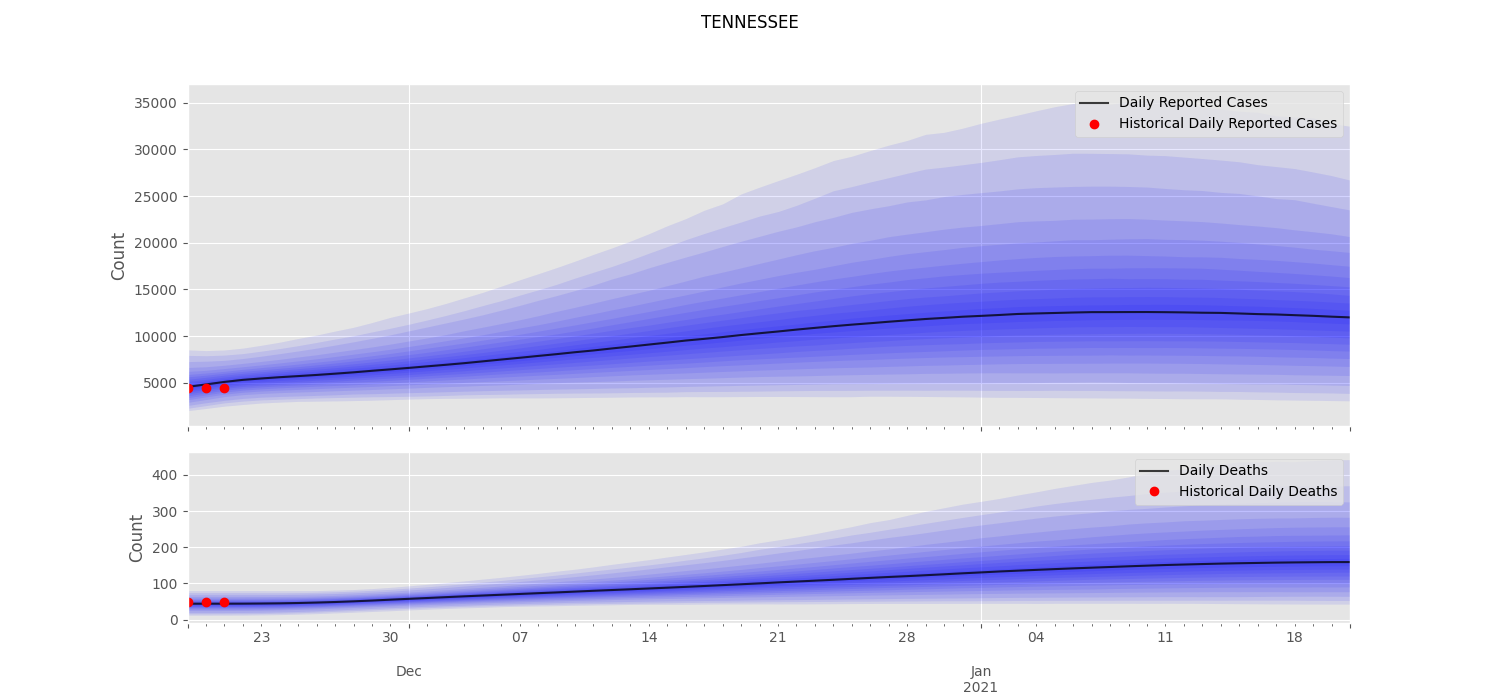 TENNESSEE
35000
30000
25000
20000
15000
10000
5000
Count
Daily Reported Cases
Historical Daily Reported Cases
400
300
200
100
0
Count
Daily Deaths
Historical Daily Deaths
23 30 07 14 21 28 04 11 18
Dec Jan
2021